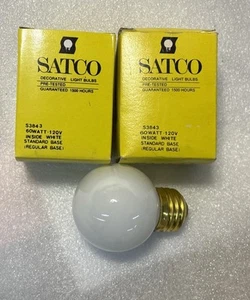 SATCO
DECORATIVE LIGHT BULBS
PRE-TESTED
GUARANTEED 1500 HOURS
S3843
60WATT-120V
INSIDE WHITE
STANDARD BASE
(REGULAR BASE)
SATCO
DECORATIVE LIGHT BULBS
PRE-TESTED
GUARANTEED 1500 HOURS
S3843
60WATT-120V
INSIDE WHITE
STANDARD BASE
(REGULAR BASE)